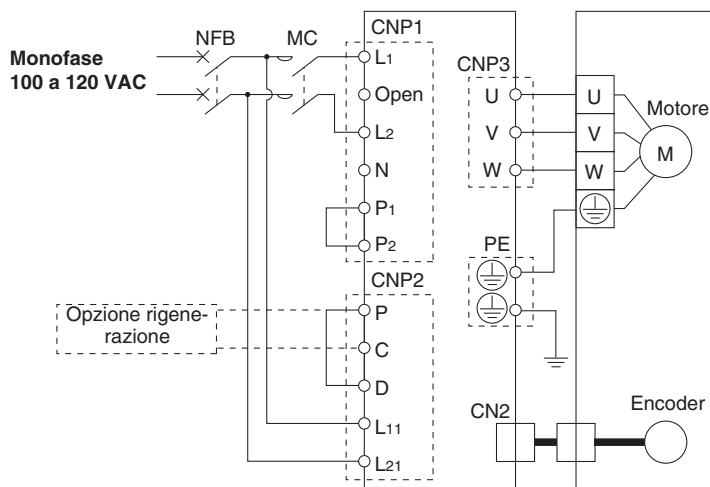 NFB
MC
CNP1
Monofase
100 a 120 VAC
L1
Open
L2
N
P1
P2
CNP3
U
V
W
U
V
W
Motore
M
PE
CNP2
Opzione rigene-
razione
P
C
D
L11
L21
CN2
Encoder